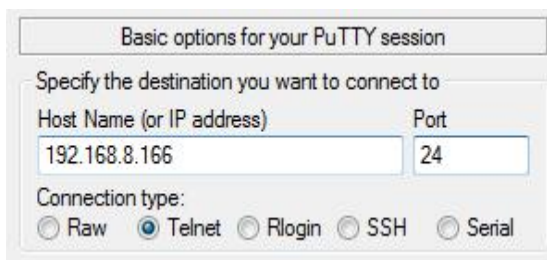 Basic options for your PuTTY session
Specify the destination you want to connect to
Host Name (or IP address) Port
192.168.8.166 24
Connection type:
Raw Telnet Rlogin SSH Serial